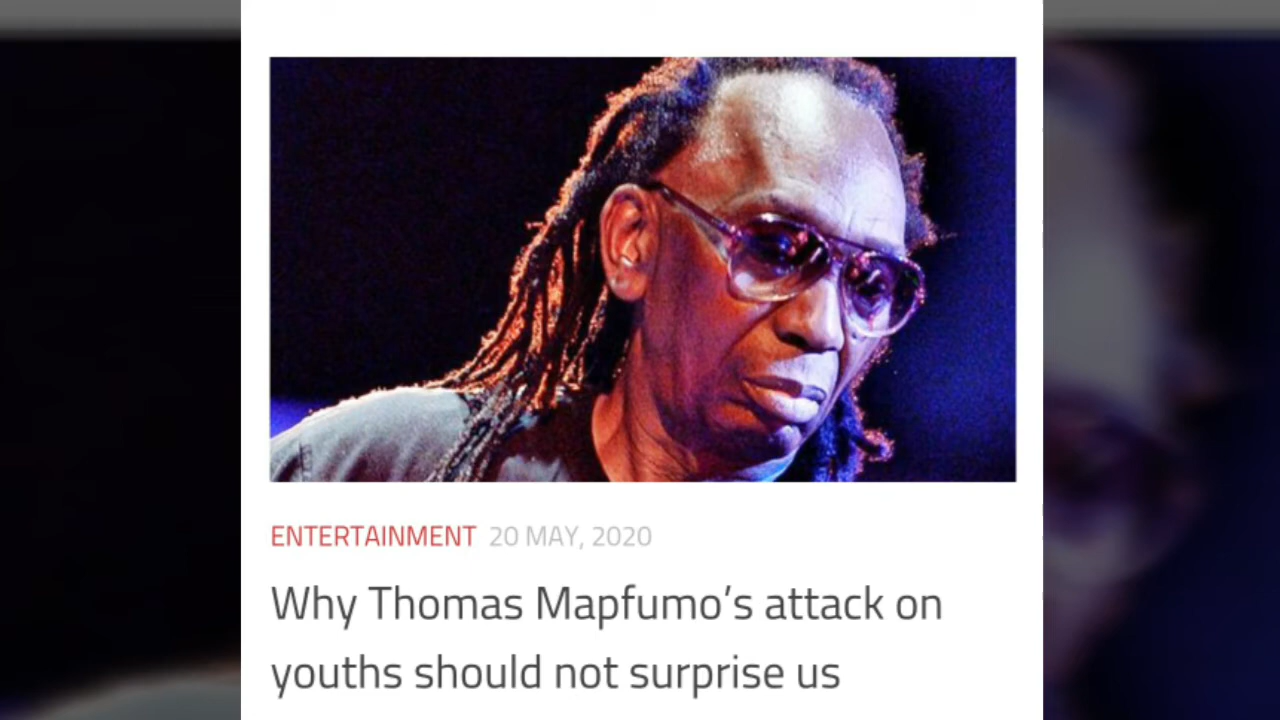 ENTERTAINMENT 20 MAY, 2020
Why Thomas Mapfumo’s attack on
youths should not surprise us